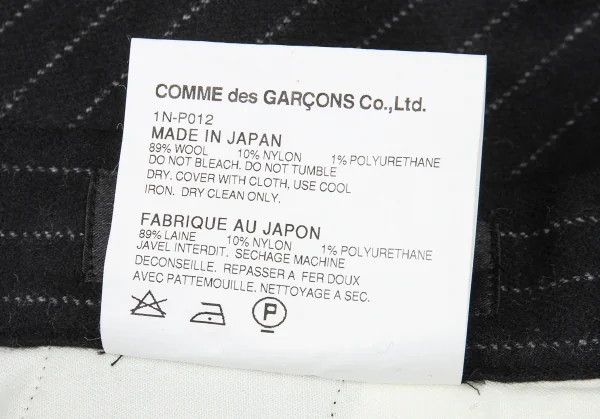 COMME des GARÇONS Co.,Ltd.
1N-P012
MADE IN JAPAN
89% WOOL 10% NYLON 1% POLYURETHANE
DO NOT BLEACH. DO NOT TUMBLE
DRY. COVER WITH CLOTH, USE COOL
IRON. DRY CLEAN ONLY.
FABRIQUE AU JAPON
89% LAINE 10% NYLON 1% POLYURETHANE
JAVEL INTERDIT. SECHAGE MACHINE
DECONSEILLE. REPASSER A FER DOUX
AVEC PATTEMOUILLE. NETTOYAGE A SEC.
P